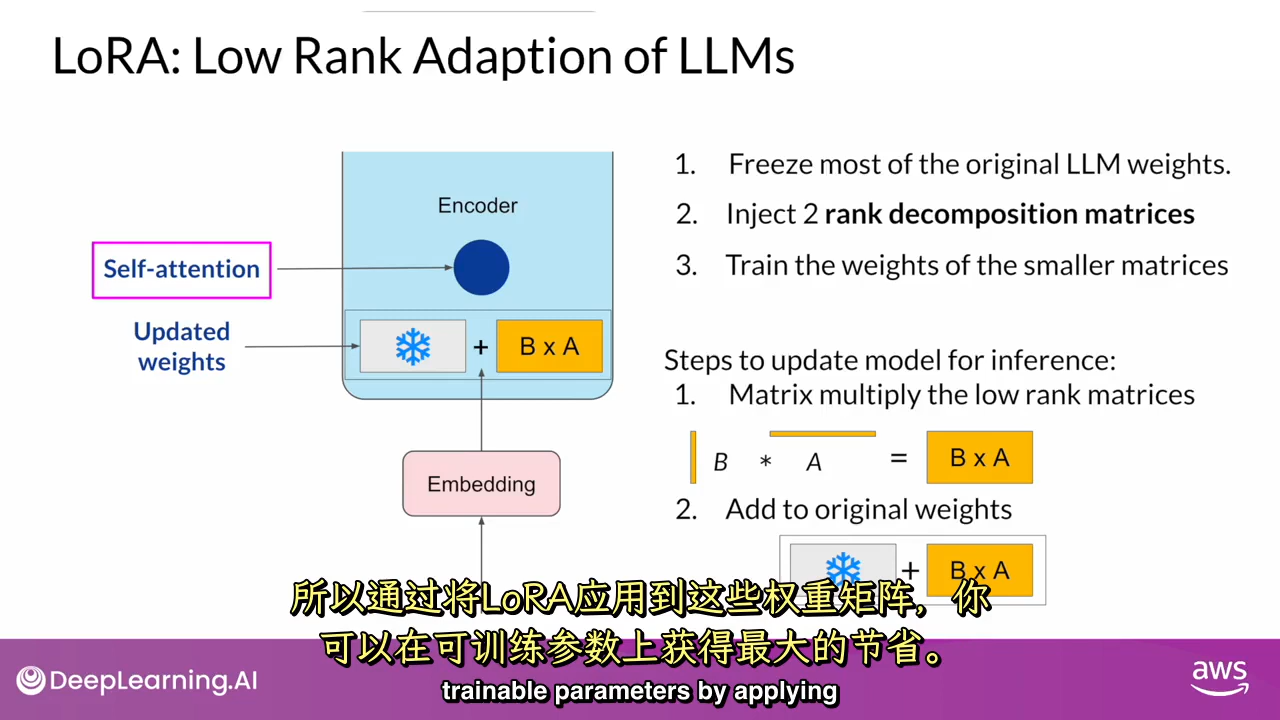 LoRA: Low Rank Adaption of LLMs
Encoder
Self-attention
Updated
weights
+
B x A
Embedding
1. Freeze most of the original LLM weights.
2. Inject 2 rank decomposition matrices
3. Train the weights of the smaller matrices
Steps to update model for inference:
1. Matrix multiply the low rank matrices
B * A = B x A
2. Add to original weights
+ B x A
所以通过将LoRA应用到这些权重矩阵，你
可以在可训练参数上获得最大的节省。
trainable parameters by applying
DeepLearning.AI
aws